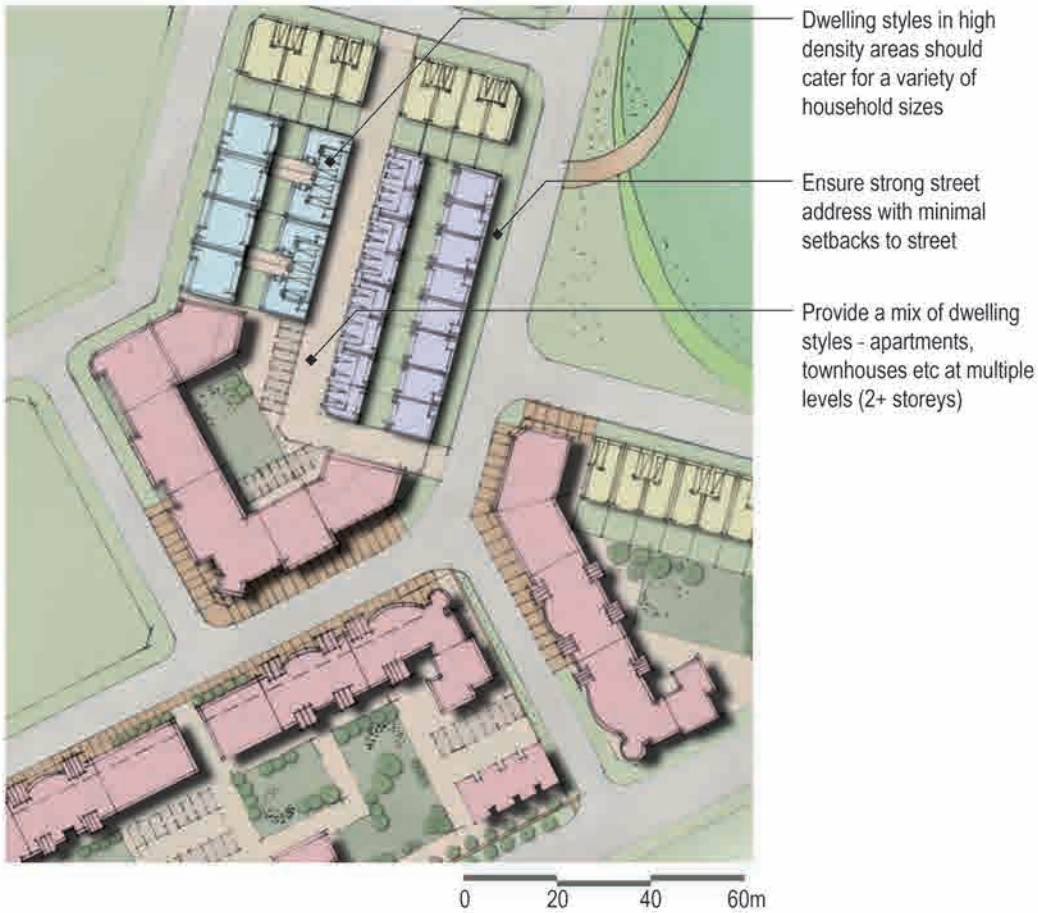 Dwelling styles in high
density areas should
cater for a variety of
household sizes
Ensure strong street
address with minimal
setbacks to street
Provide a mix of dwelling
styles - apartments,
townhouses etc at multiple
levels (2+ storeys)
0 20 40 60m